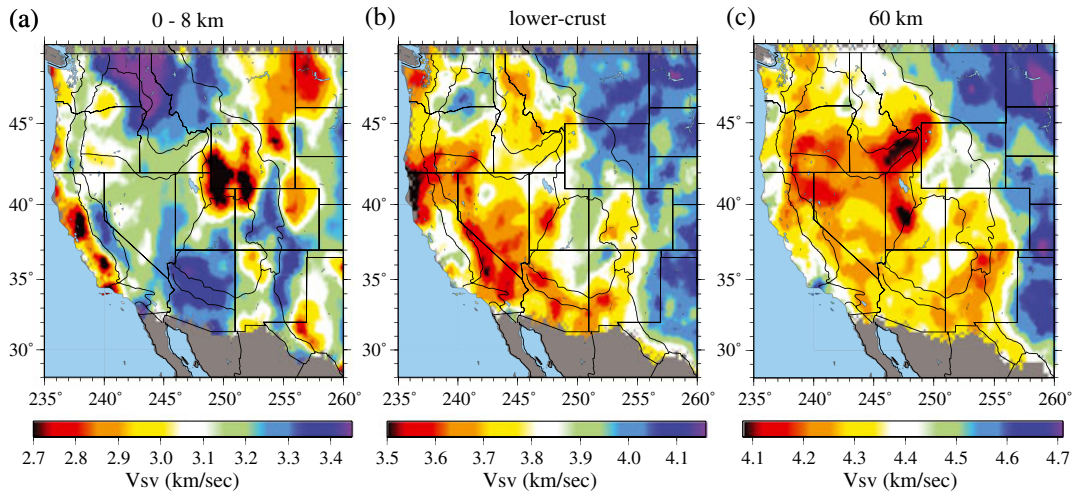 (a) 0 - 8 km
(b) lower-crust
(c) 60 km
45°
40°
35°
30°
45°
40°
35°
30°
45°
40°
35°
30°
235° 240° 245° 250° 255° 260°
235° 240° 245° 250° 255° 260°
235° 240° 245° 250° 255° 260°
2.7 2.8 2.9 3.0 3.1 3.2 3.3 3.4
3.5 3.6 3.7 3.8 3.9 4.0 4.1
4.1 4.2 4.3 4.4 4.5 4.6 4.7
Vsv (km/sec)
Vsv (km/sec)
Vsv (km/sec)